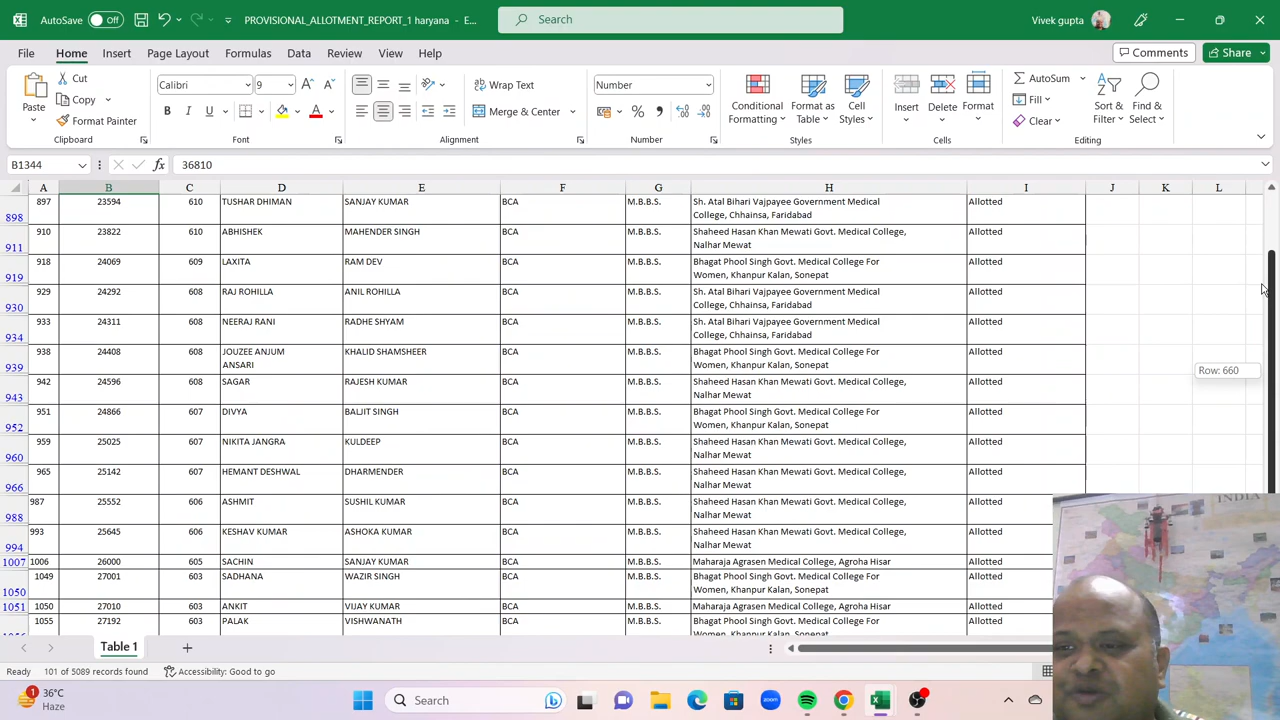 AutoSave Off PROVISIONAL_ALLOTMENT_REPORT_1 haryana - E... Search Vivek gupta
File Home Insert Page Layout Formulas Data Review View Help Comments Share
Cut Calibri 9 Wrap Text Number AutoSum
Paste Copy Format Painter Merge & Center Conditional Formatting Format as Table Cell Styles Insert Delete Format Fill Clear Sort & Filter Find & Select
Clipboard Font Alignment Number Styles Cells Editing
B1344 fx 36810
A B C D E F G H I J K L
898 897 23594 610 TUSHAR DHIMAN SANJAY KUMAR BCA M.B.B.S. Sh. Atal Bihari Vajpayee Government Medical Allotted
College, Chhainsa, Faridabad
911 910 23822 610 ABHISHEK MAHENDER SINGH BCA M.B.B.S. Shaheed Hasan Khan Mewati Govt. Medical College, Allotted
Nalhar Mewat
919 918 24069 609 LAXITA RAM DEV BCA M.B.B.S. Bhagat Phool Singh Govt. Medical College For Allotted
Women, Khanpur Kalan, Sonepat
930 929 24292 608 RAJ ROHILLA ANIL ROHILLA BCA M.B.B.S. Sh. Atal Bihari Vajpayee Government Medical Allotted
College, Chhainsa, Faridabad
934 933 24311 608 NEERAJ RANI RADHE SHYAM BCA M.B.B.S. Sh. Atal Bihari Vajpayee Government Medical Allotted
College, Chhainsa, Faridabad
939 938 24408 608 JOUZEE ANJUM KHALID SHAMSHEER BCA M.B.B.S. Bhagat Phool Singh Govt. Medical College For Allotted
ANSARI Women, Khanpur Kalan, Sonepat
Row: 660
943 942 24596 608 SAGAR RAJESH KUMAR BCA M.B.B.S. Shaheed Hasan Khan Mewati Govt. Medical College, Allotted
Nalhar Mewat
952 951 24866 607 DIVYA BALJIT SINGH BCA M.B.B.S. Bhagat Phool Singh Govt. Medical College For Allotted
Women, Khanpur Kalan, Sonepat
960 959 25025 607 NIKITA JANGRA KULDEEP BCA M.B.B.S. Shaheed Hasan Khan Mewati Govt. Medical College, Allotted
Nalhar Mewat
966 965 25142 607 HEMANT DESHWAL DHARMENDER BCA M.B.B.S. Shaheed Hasan Khan Mewati Govt. Medical College, Allotted
Nalhar Mewat
988 987 25552 606 ASHMIT SUSHIL KUMAR BCA M.B.B.S. Shaheed Hasan Khan Mewati Govt. Medical College, Allotted
Nalhar Mewat
994 993 25645 606 KESHAV KUMAR ASHOKA KUMAR BCA M.B.B.S. Shaheed Hasan Khan Mewati Govt. Medical College, Allotted
Nalhar Mewat
1007 1006 26000 605 SACHIN SANJAY KUMAR BCA M.B.B.S. Maharaja Agrasen Medical College, Agroha Hisar Allotted
1050 1049 27001 603 SADHANA WAZIR SINGH BCA M.B.B.S. Bhagat Phool Singh Govt. Medical College For Allotted
Women, Khanpur Kalan, Sonepat
1051 1050 27010 603 ANKIT VIJAY KUMAR BCA M.B.B.S. Maharaja Agrasen Medical College, Agroha Hisar Allotted
1055 27192 603 PALAK VISHWANATH BCA M.B.B.S. Bhagat Phool Singh Govt. Medical College For Allotted
Women, Khanpur Kalan, Sonepat
INDIA
Table 1
Ready 101 of 5089 records found Accessibility: Good to go
1 36°C
Haze Search zoom